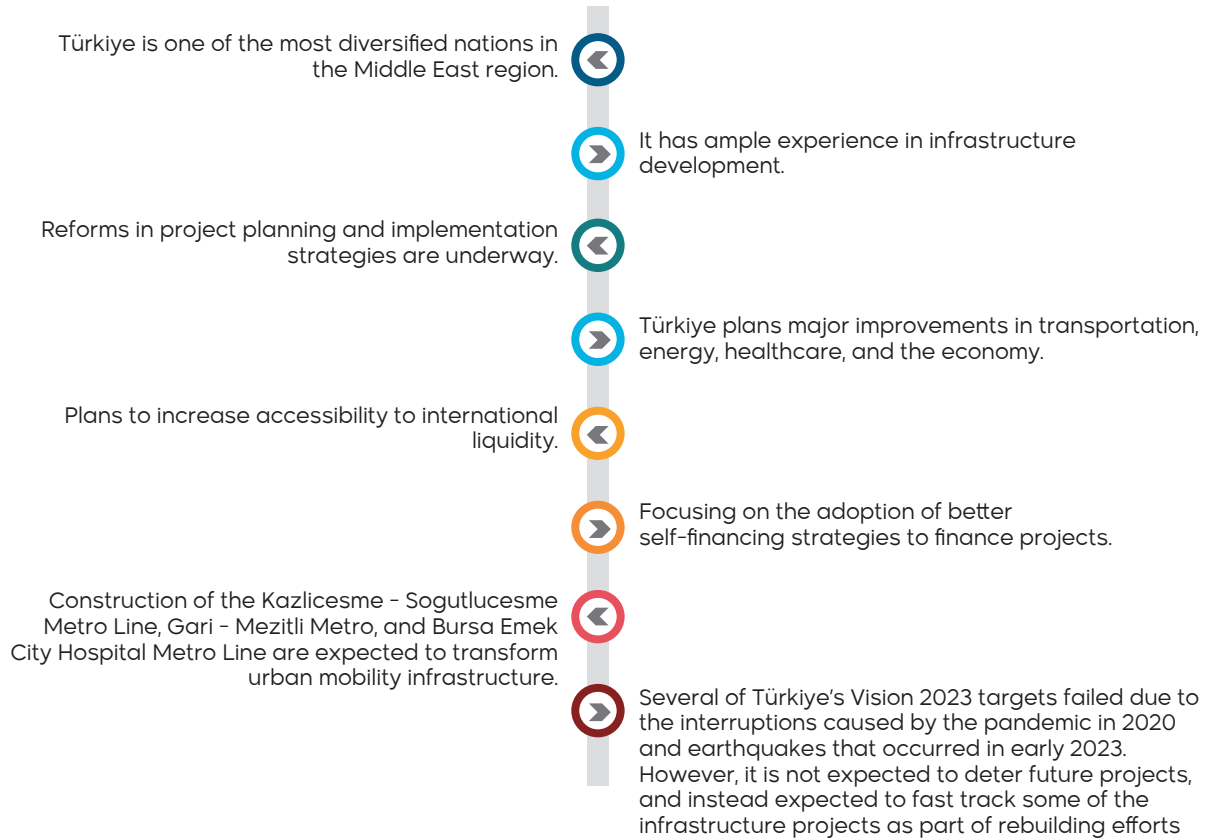 Türkiye is one of the most diversified nations in
the Middle East region.
It has ample experience in infrastructure
development.
Reforms in project planning and implementation
strategies are underway.
Türkiye plans major improvements in transportation,
energy, healthcare, and the economy.
Plans to increase accessibility to international
liquidity.
Focusing on the adoption of better
self-financing strategies to finance projects.
Construction of the Kazlicesme - Sogutlucesme
Metro Line, Gari - Mezitli Metro, and Bursa Emek
City Hospital Metro Line are expected to transform
urban mobility infrastructure.
Several of Türkiye's Vision 2023 targets failed due to
the interruptions caused by the pandemic in 2020
and earthquakes that occurred in early 2023.
However, it is not expected to deter future projects,
and instead expected to fast track some of the
infrastructure projects as part of rebuilding efforts